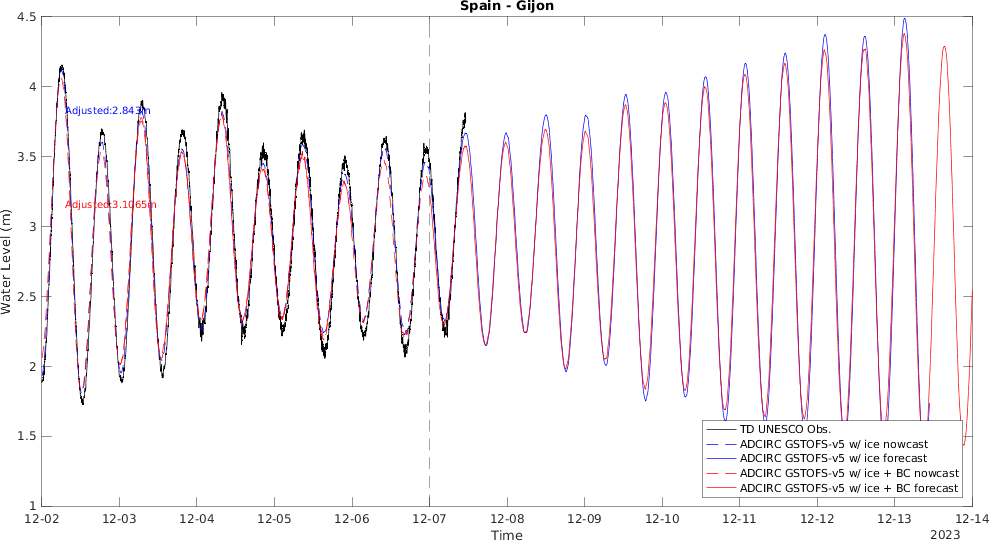 Spain - Gijon
4.5
4
3.5
3
2.5
2
1.5
1
Water Level (m)
Adjusted:2.843m
Adjusted:3.1065m
TD UNESCO Obs.
ADCIRC GSTOFS-v5 w/ ice nowcast
ADCIRC GSTOFS-v5 w/ ice forecast
ADCIRC GSTOFS-v5 w/ ice + BC nowcast
ADCIRC GSTOFS-v5 w/ ice + BC forecast
12-02 12-03 12-04 12-05 12-06 12-07 12-08 12-09 12-10 12-11 12-12 12-13 12-14
Time
2023